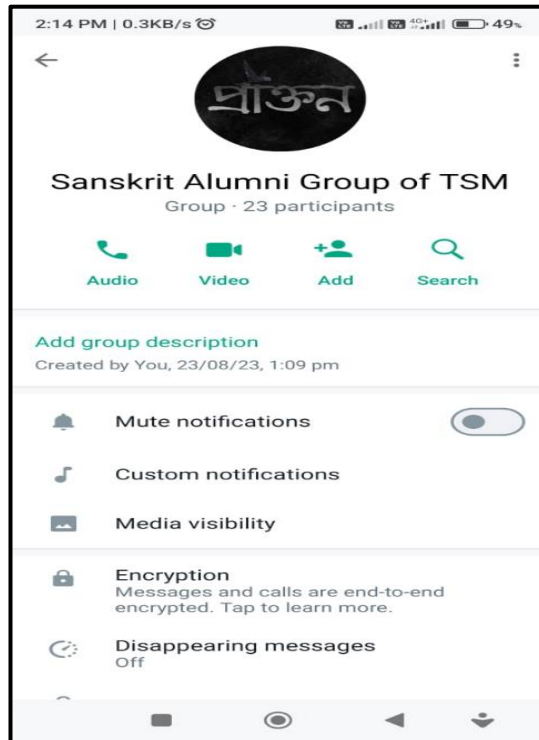 2:14 PM | 0.3KB/s 4G+ 49%
প্রাক্তন
Sanskrit Alumni Group of TSM
Group · 23 participants
Audio Video Add Search
Add group description
Created by You, 23/08/23, 1:09 pm
Mute notifications
Custom notifications
Media visibility
Encryption
Messages and calls are end-to-end
encrypted. Tap to learn more.
Disappearing messages
Off